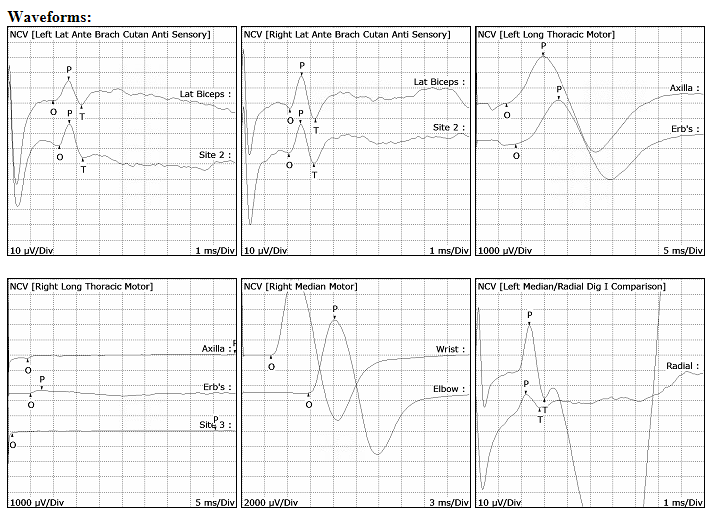 Waveforms:
NCV [Left Lat Ante Brach Cutan Anti Sensory]
P
Lat Biceps :
O
T
P
Site 2 :
O
T
10 µV/Div
1 ms/Div
NCV [Right Lat Ante Brach Cutan Anti Sensory]
P
Lat Biceps :
O
T
P
Site 2 :
O
T
10 µV/Div
1 ms/Div
NCV [Left Long Thoracic Motor]
P
Axilla :
O
P
Erb's :
O
1000 µV/Div
5 ms/Div
NCV [Right Long Thoracic Motor]
P
Axilla :
O
P
Erb's :
O
P
Site 3 :
O
1000 µV/Div
5 ms/Div
NCV [Right Median Motor]
P
Wrist :
O
Elbow :
O
2000 µV/Div
3 ms/Div
NCV [Left Median/Radial Dig I Comparison]
P
Radial :
P
T
T
10 µV/Div
1 ms/Div